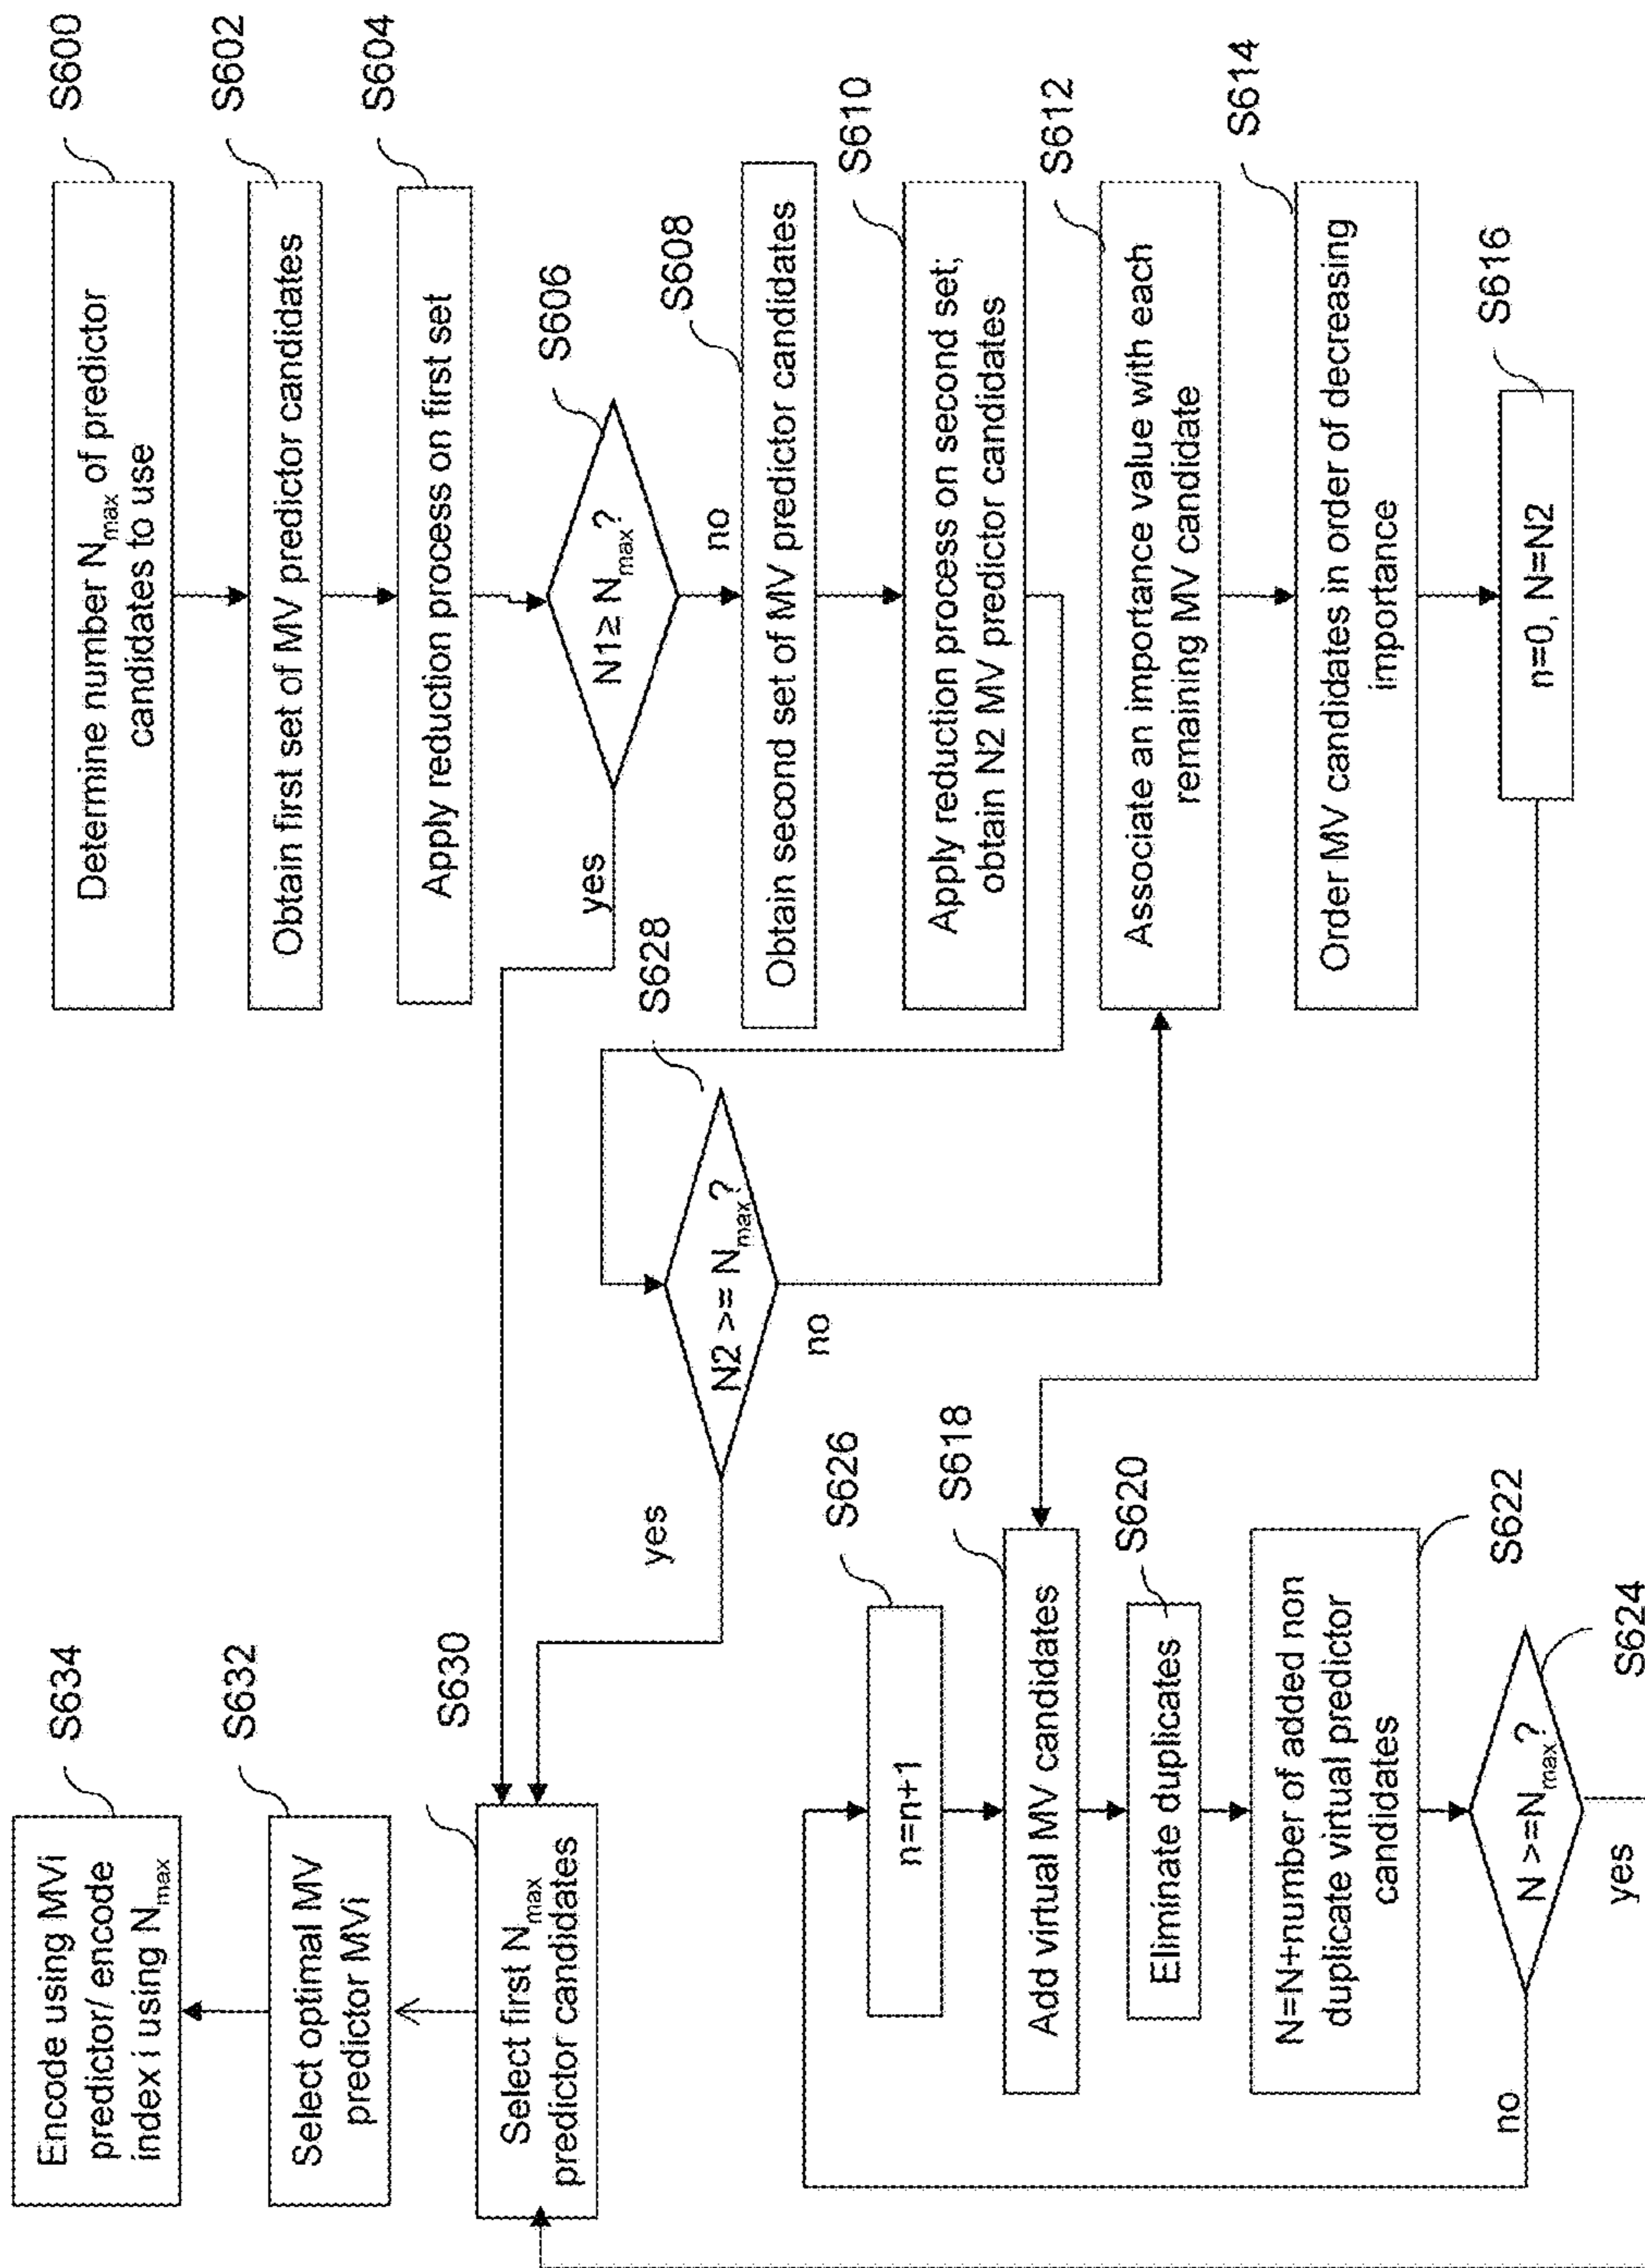 S600
Determine number Nmax of predictor
candidates to use
S602
Obtain first set of MV predictor candidates
S604
Apply reduction process on first set
S606
N1≥ Nmax?
yes
no
S608
Obtain second set of MV predictor candidates
S610
Apply reduction process on second set;
obtain N2 MV predictor candidates
S612
Associate an importance value with each
remaining MV candidate
S614
Order MV candidates in order of decreasing
importance
S616
n=0, N=N2
S628
N2 >= Nmax?
yes
no
S626
n=n+1
S618
Add virtual MV candidates
S620
Eliminate duplicates
S622
N=N+number of added non
duplicate virtual predictor
candidates
S624
N >=Nmax?
no
yes
S630
Select first Nmax
predictor candidates
S632
Select optimal MV
predictor MVi
S634
Encode using MVi
predictor/ encode
index i using Nmax